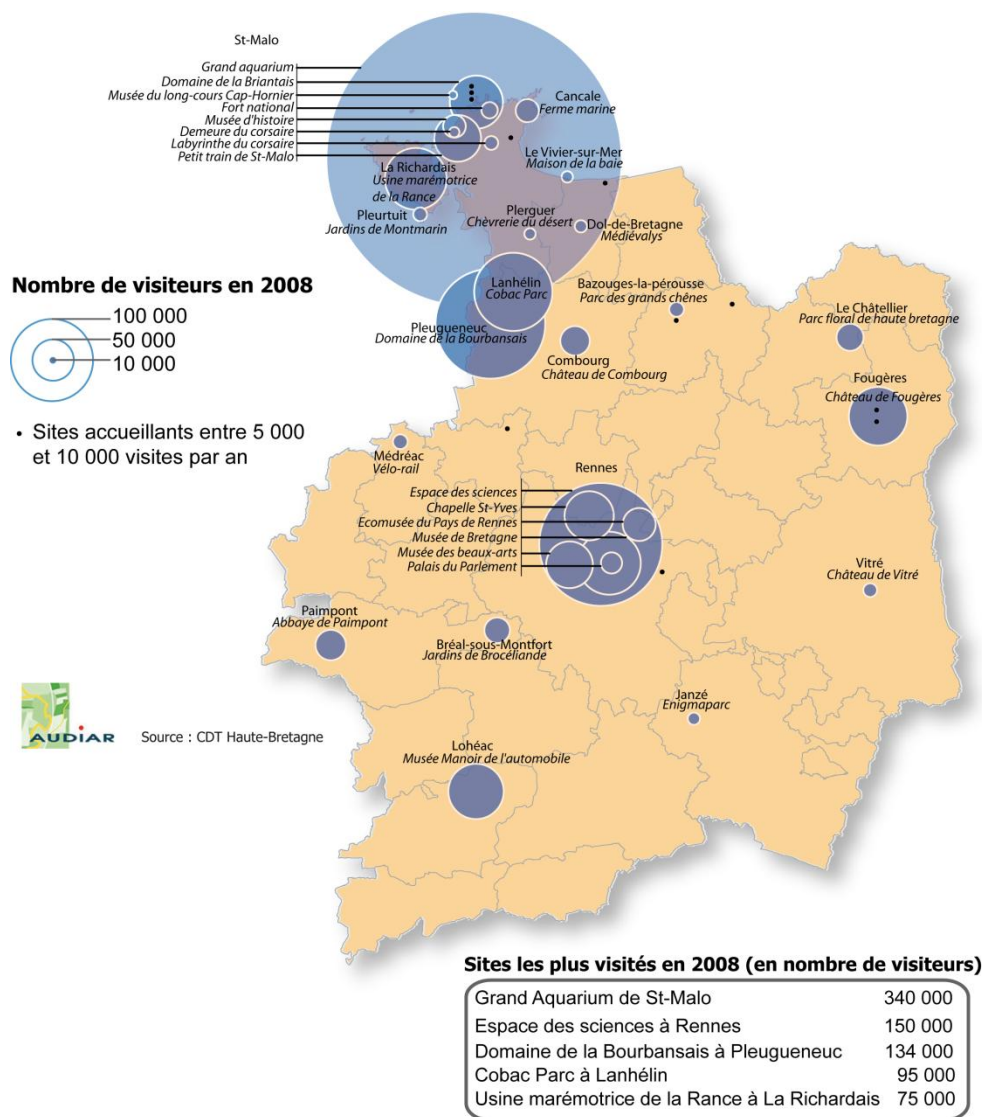 St-Malo
Grand aquarium
Domaine de la Briantais
Musée du long-cours Cap-Hornier
Fort national
Musée d'histoire
Demeure du corsaire
Labyrinthe du corsaire
Petit train de St-Malo
Cancale
Ferme marine
Le Vivier-sur-Mer
Maison de la baie
La Richardais
Usine marémotrice
de la Rance
Pleurtuit
Jardins de Montmarin
Plerguer
Chèvrerie du désert
Dol-de-Bretagne
Médiévalys
Nombre de visiteurs en 2008
100 000
50 000
10 000
Lanhélin
Cobac Parc
Bazouges-la-pérousse
Parc des grands chênes
Le Châtellier
Parc floral de haute bretagne
Pleugueneuc
Domaine de la Bourbansais
Combourg
Château de Combourg
Fougères
Château de Fougères
• Sites accueillants entre 5 000
et 10 000 visites par an
Médréac
Vélo-rail
Rennes
Espace des sciences
Chapelle St-Yves
Ecomusée du Pays de Rennes
Musée de Bretagne
Musée des beaux-arts
Palais du Parlement
Vitré
Château de Vitré
Paimpont
Abbaye de Paimpont
Bréal-sous-Montfort
Jardins de Brocéliande
Janzé
Enigmaparc
AUDIAR
Source : CDT Haute-Bretagne
Lohéac
Musée Manoir de l'automobile
Sites les plus visités en 2008 (en nombre de visiteurs)
Grand Aquarium de St-Malo 340 000
Espace des sciences à Rennes 150 000
Domaine de la Bourbansais à Pleugueneuc 134 000
Cobac Parc à Lanhélin 95 000
Usine marémotrice de la Rance à La Richardais 75 000